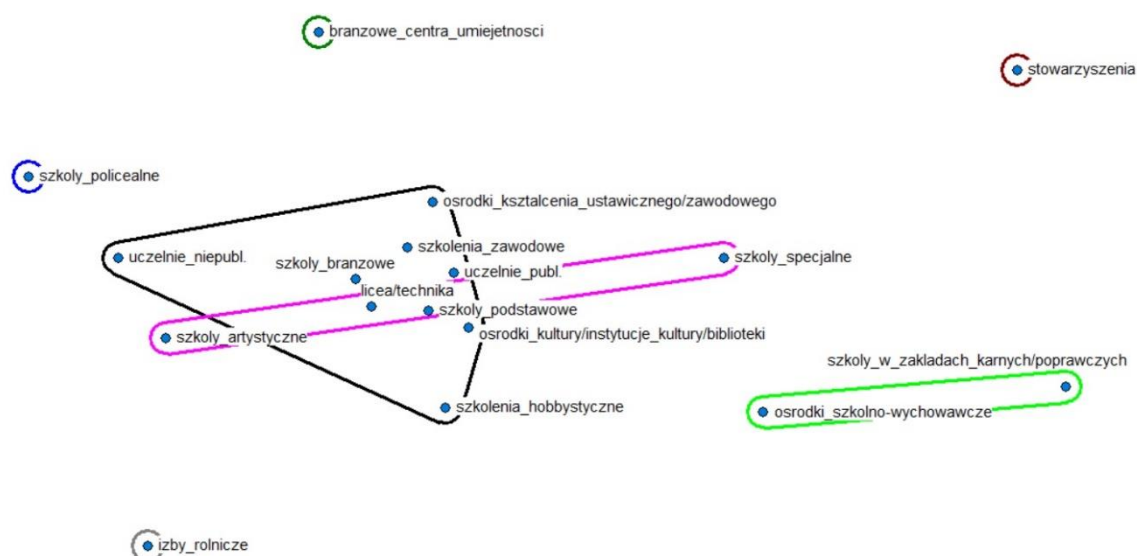 branzowe_centra_umiejetnosci
stowarzyszenia
szkoly_policealne
osrodki_ksztalcenia_ustawicznego/zawodowego
szkolenia_zawodowe
uczelnie_niepubl.
szkoly_specjalne
szkoly_branzowe
uczelnie_publ.
licea/technika
szkoly_podstawowe
szkoly_artystyczne
osrodki_kultury/instytucje_kultury/biblioteki
szkoly_w_zakladach_karnych/poprawczych
szkolenia_hobbystyczne
osrodki_szkolno-wychowawcze
izby_rolnicze